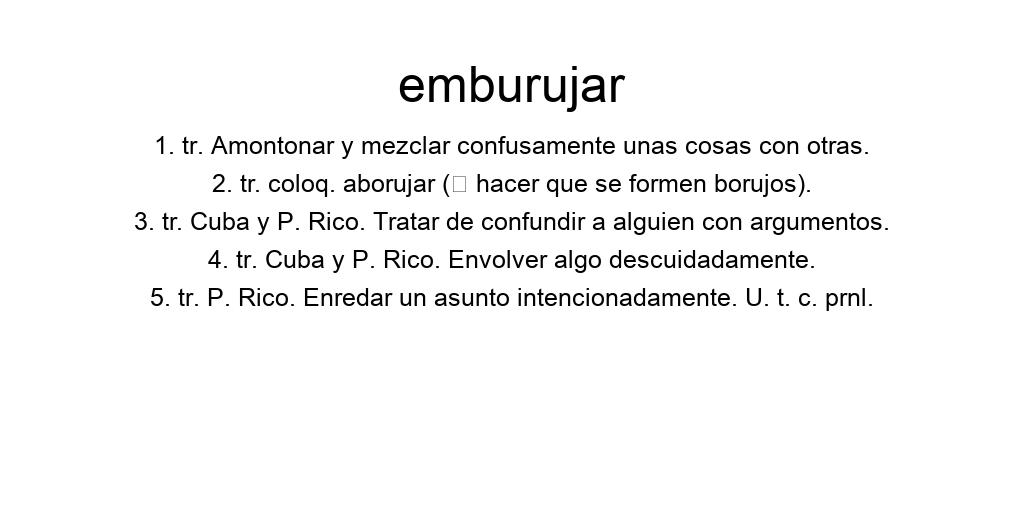 emburujar
1. tr. Amontonar y mezclar confusamente unas cosas con otras.
2. tr. coloq. aborujar (□ hacer que se formen borujos).
3. tr. Cuba y P. Rico. Tratar de confundir a alguien con argumentos.
4. tr. Cuba y P. Rico. Envolver algo descuidadamente.
5. tr. P. Rico. Enredar un asunto intencionadamente. U. t. c. prnl.